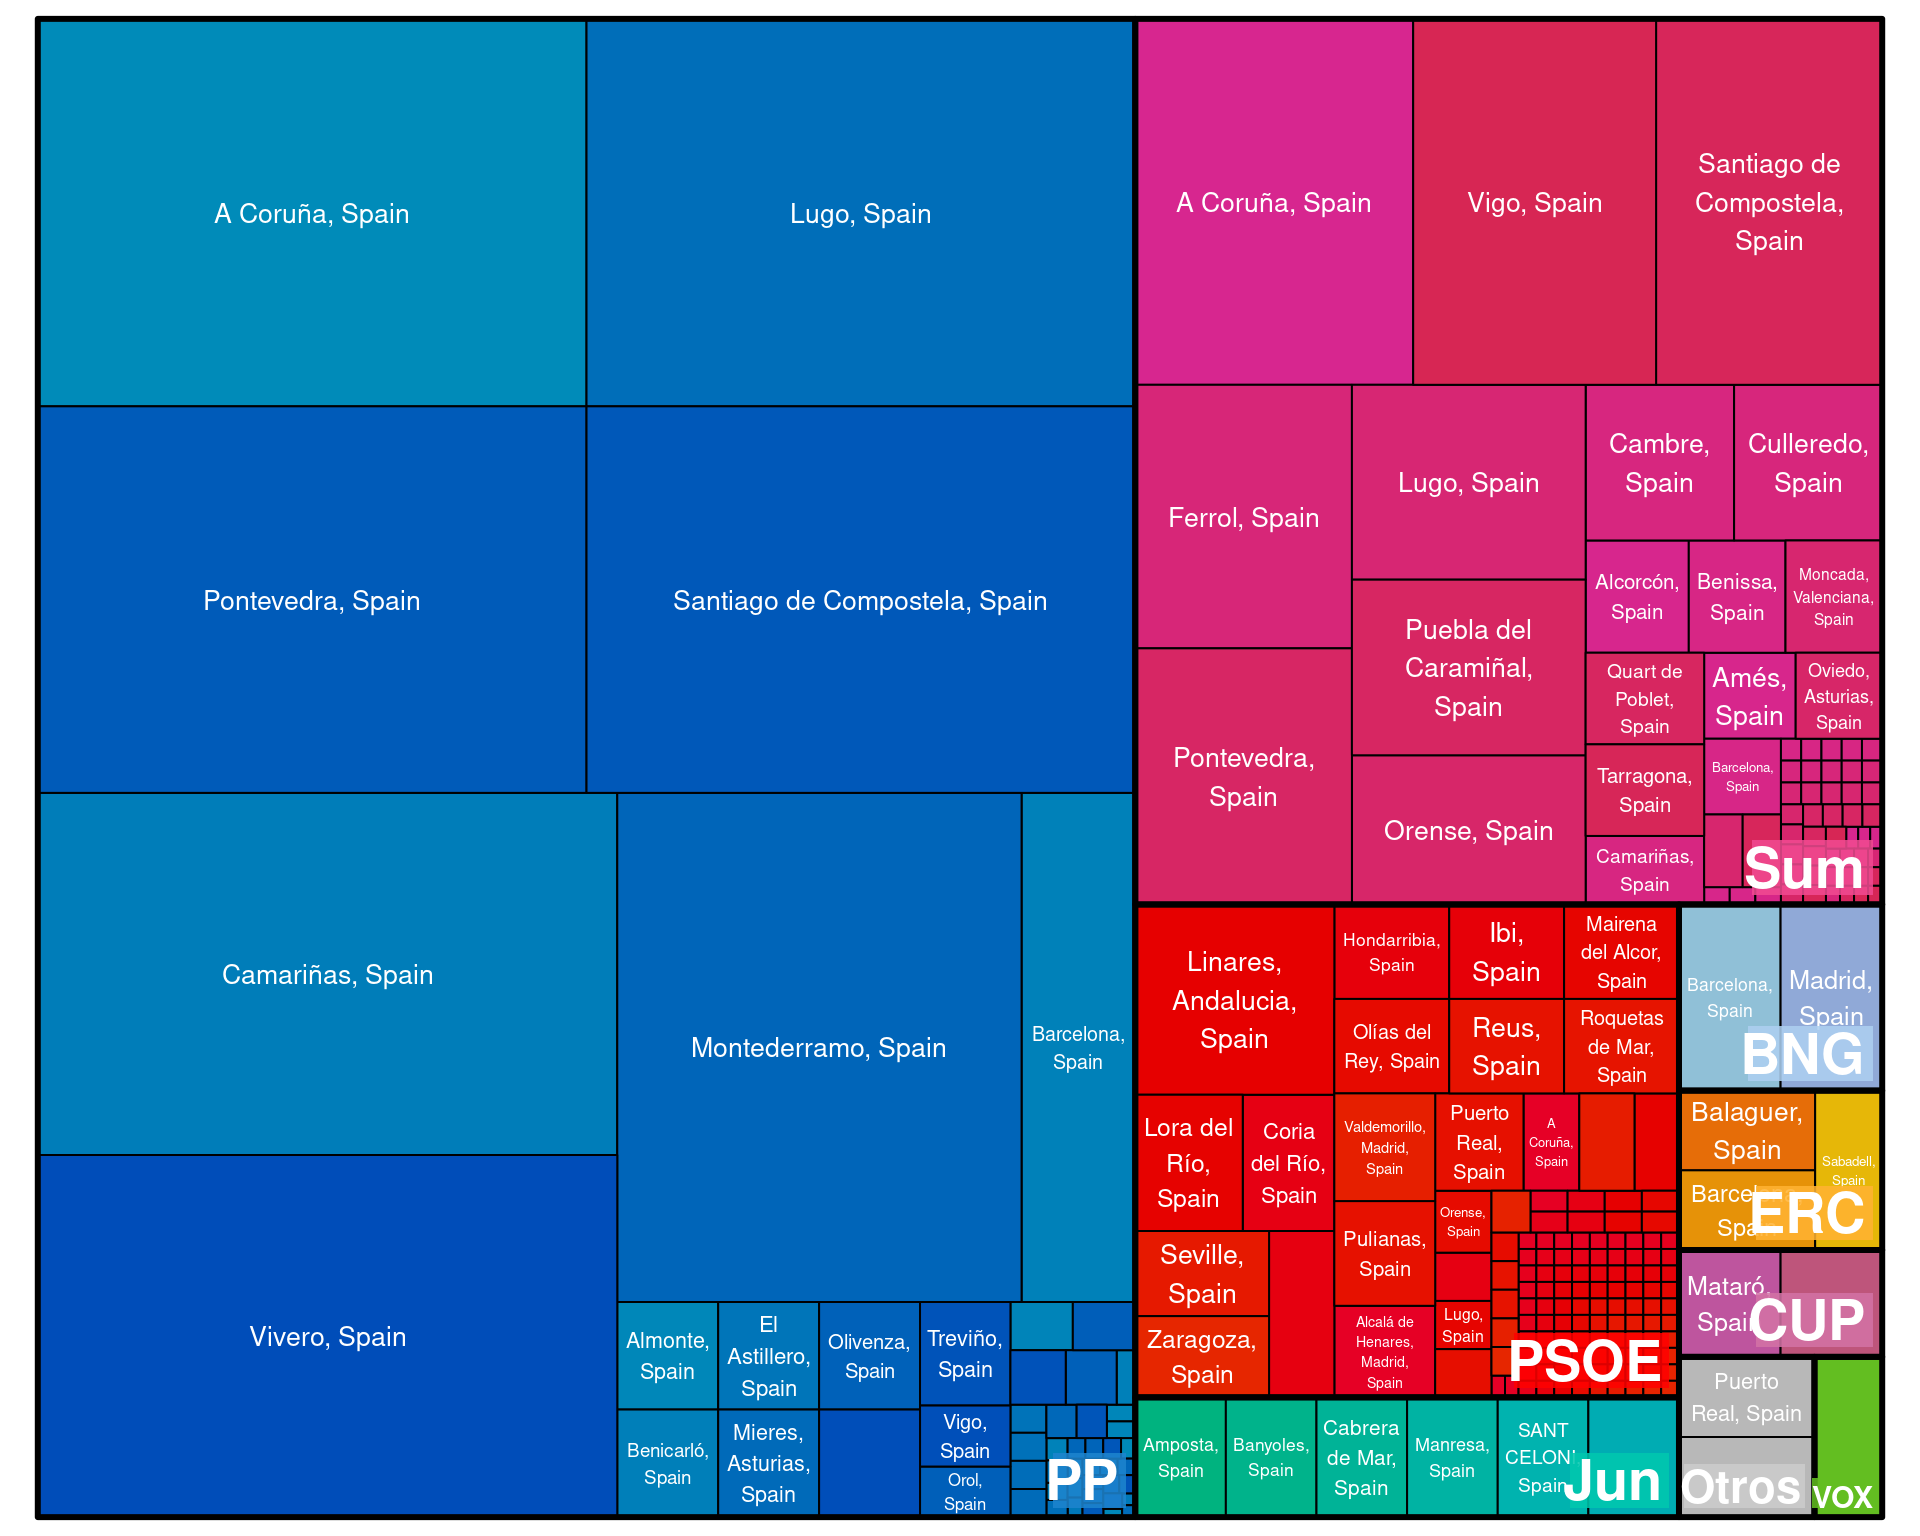 A Coruña, Spain
Lugo, Spain
Pontevedra, Spain
Santiago de Compostela, Spain
Camariñas, Spain
Vivero, Spain
Montederramo, Spain
Barcelona,
Spain
Almonte,
Spain
El
Astillero,
Spain
Olivenza,
Spain
Treviño,
Spain
Benicarló,
Spain
Mieres,
Asturias,
Spain
Vigo,
Spain
Orol,
Spain
PP
A Coruña, Spain
Vigo, Spain
Santiago de
Compostela,
Spain
Ferrol, Spain
Pontevedra,
Spain
Lugo, Spain
Puebla del
Caramiñal,
Spain
Orense, Spain
Cambre,
Spain
Culleredo,
Spain
Alcorcón,
Spain
Benissa,
Spain
Moncada,
Valenciana,
Spain
Quart de
Poblet,
Spain
Amés,
Spain
Oviedo,
Asturias,
Spain
Tarragona,
Spain
Barcelona,
Spain
Camariñas,
Spain
Sum
Linares,
Andalucia,
Spain
Hondarribia,
Spain
Ibi,
Spain
Mairena
del Alcor,
Spain
Olías del
Rey, Spain
Reus,
Spain
Roquetas
de Mar,
Spain
Lora del
Río,
Spain
Coria
del Río,
Spain
Seville,
Spain
Zaragoza,
Spain
Valdemorillo,
Madrid,
Spain
Puerto
Real,
Spain
A
Coruña,
Spain
Pulianas,
Spain
Orense,
Spain
Alcalá de
Henares,
Madrid,
Spain
Lugo,
Spain
PSOE
Amposta,
Spain
Banyoles,
Spain
Cabrera
de Mar,
Spain
Manresa,
Spain
SANT
CELONI
Spain
Jun
Barcelona,
Spain
Madrid,
Spain
BNG
Balaguer,
Spain
Barcelona
Spain
Sabadell,
Spain
ERC
Mataró,
Spain
CUP
Puerto
Real, Spain
Otros
VOX